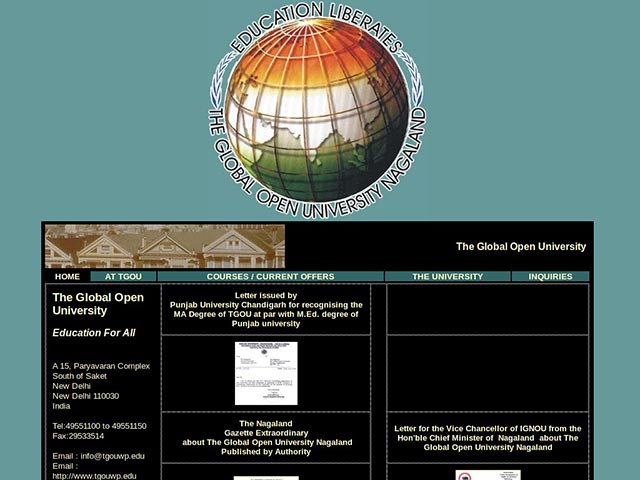 EDUCATION LIBERATES
THE GLOBAL OPEN UNIVERSITY NAGALAND
The Global Open University
HOME
AT TGOU
COURSES / CURRENT OFFERS
THE UNIVERSITY
INQUIRIES
The Global Open
University
Education For All
A 15, Paryavaran Complex
South of Saket
New Delhi
New Delhi 110030
India
Tel:49551100 to 49551150
Fax:29533514
Email : info@tgouwp.edu
Email :
http://www.tgouwp.edu
Letter issued by
Punjab University Chandigarh for recognising the
MA Degree of TGOU at par with M.Ed. degree of
Punjab university
The Nagaland
Gazette Extraordinary
about The Global Open University Nagaland
Published by Authority
Letter for the Vice Chancellor of IGNOU from the
Hon'ble Chief Minister of Nagaland about The
Global Open University Nagaland